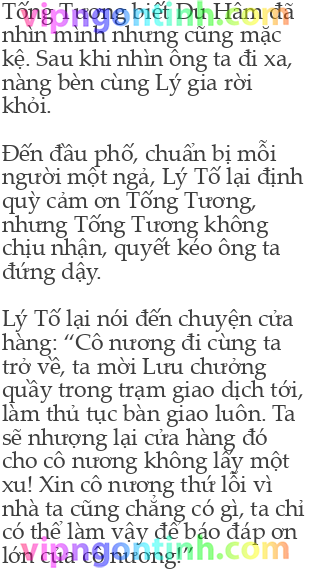 Tống Tương biết Dư Hâm đã
nhìn mình nhưng cũng mặc
kệ. Sau khi nhìn ông ta đi xa,
nàng bèn cùng Lý gia rời
khỏi.
Đến đầu phố, chuẩn bị mỗi
người một ngả, Lý Tố lại định
quỳ cảm ơn Tống Tương,
nhưng Tống Tương không
chịu nhận, quyết kéo ông ta
đứng dậy.
Lý Tố lại nói đến chuyện cửa
hàng: “Cô nương đi cùng ta
trở về, ta mời Lưu chưởng
quầy trong trạm giao dịch tới,
làm thủ tục bàn giao luôn. Ta
sẽ nhượng lại cửa hàng đó
cho cô nương không lấy một
xu! Xin cô nương thứ lỗi vì
nhà ta cũng chẳng có gì, ta chỉ
có thể làm vậy để báo đáp ơn
lớn của cô nương!”
vipngontinh.com
vipngontinh.com